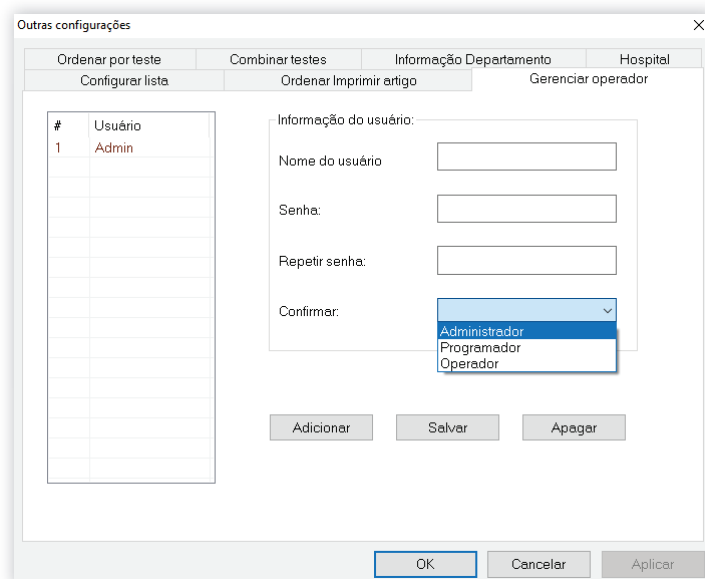 Outras configurações
Ordenar por teste Combinar testes Informação Departamento Hospital
Configurar lista Ordenar Imprimir artigo Gerenciar operador
# Usuário
1 Admin
Informação do usuário:
Nome do usuário
Senha:
Repetir senha:
Confirmar:
Administrador
Programador
Operador
Adicionar Salvar Apagar
OK Cancelar Aplicar